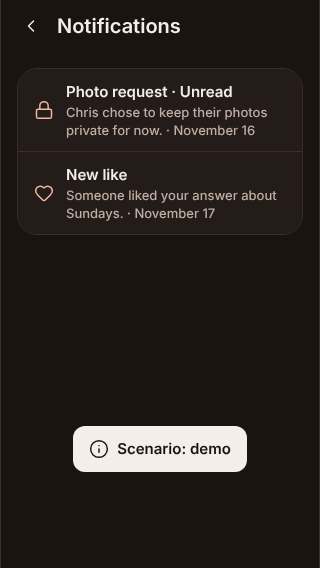 Notifications
Photo request · Unread
Chris chose to keep their photos
private for now. · November 16
New like
Someone liked your answer about
Sundays. · November 17
Scenario: demo